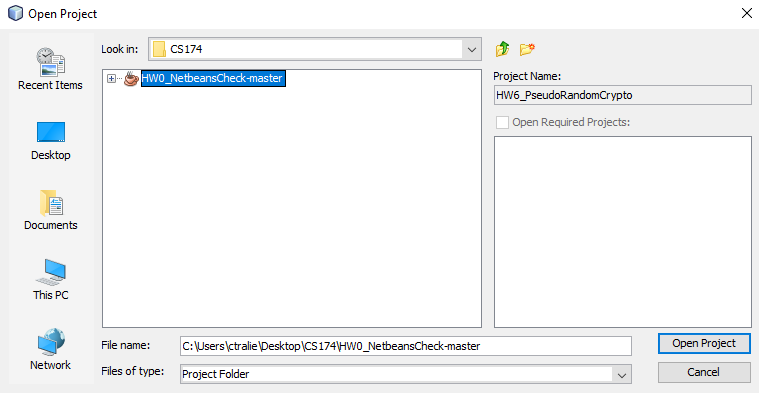 Open Project
Look in: CS174
Recent Items
Desktop
Documents
This PC
Network
HW0_NetbeansCheck-master
Project Name:
HW6_PseudoRandomCrypto
Open Required Projects:
File name: C:\Users\ctralie\Desktop\CS174\HW0_NetbeansCheck-master
Open Project
Files of type: Project Folder
Cancel